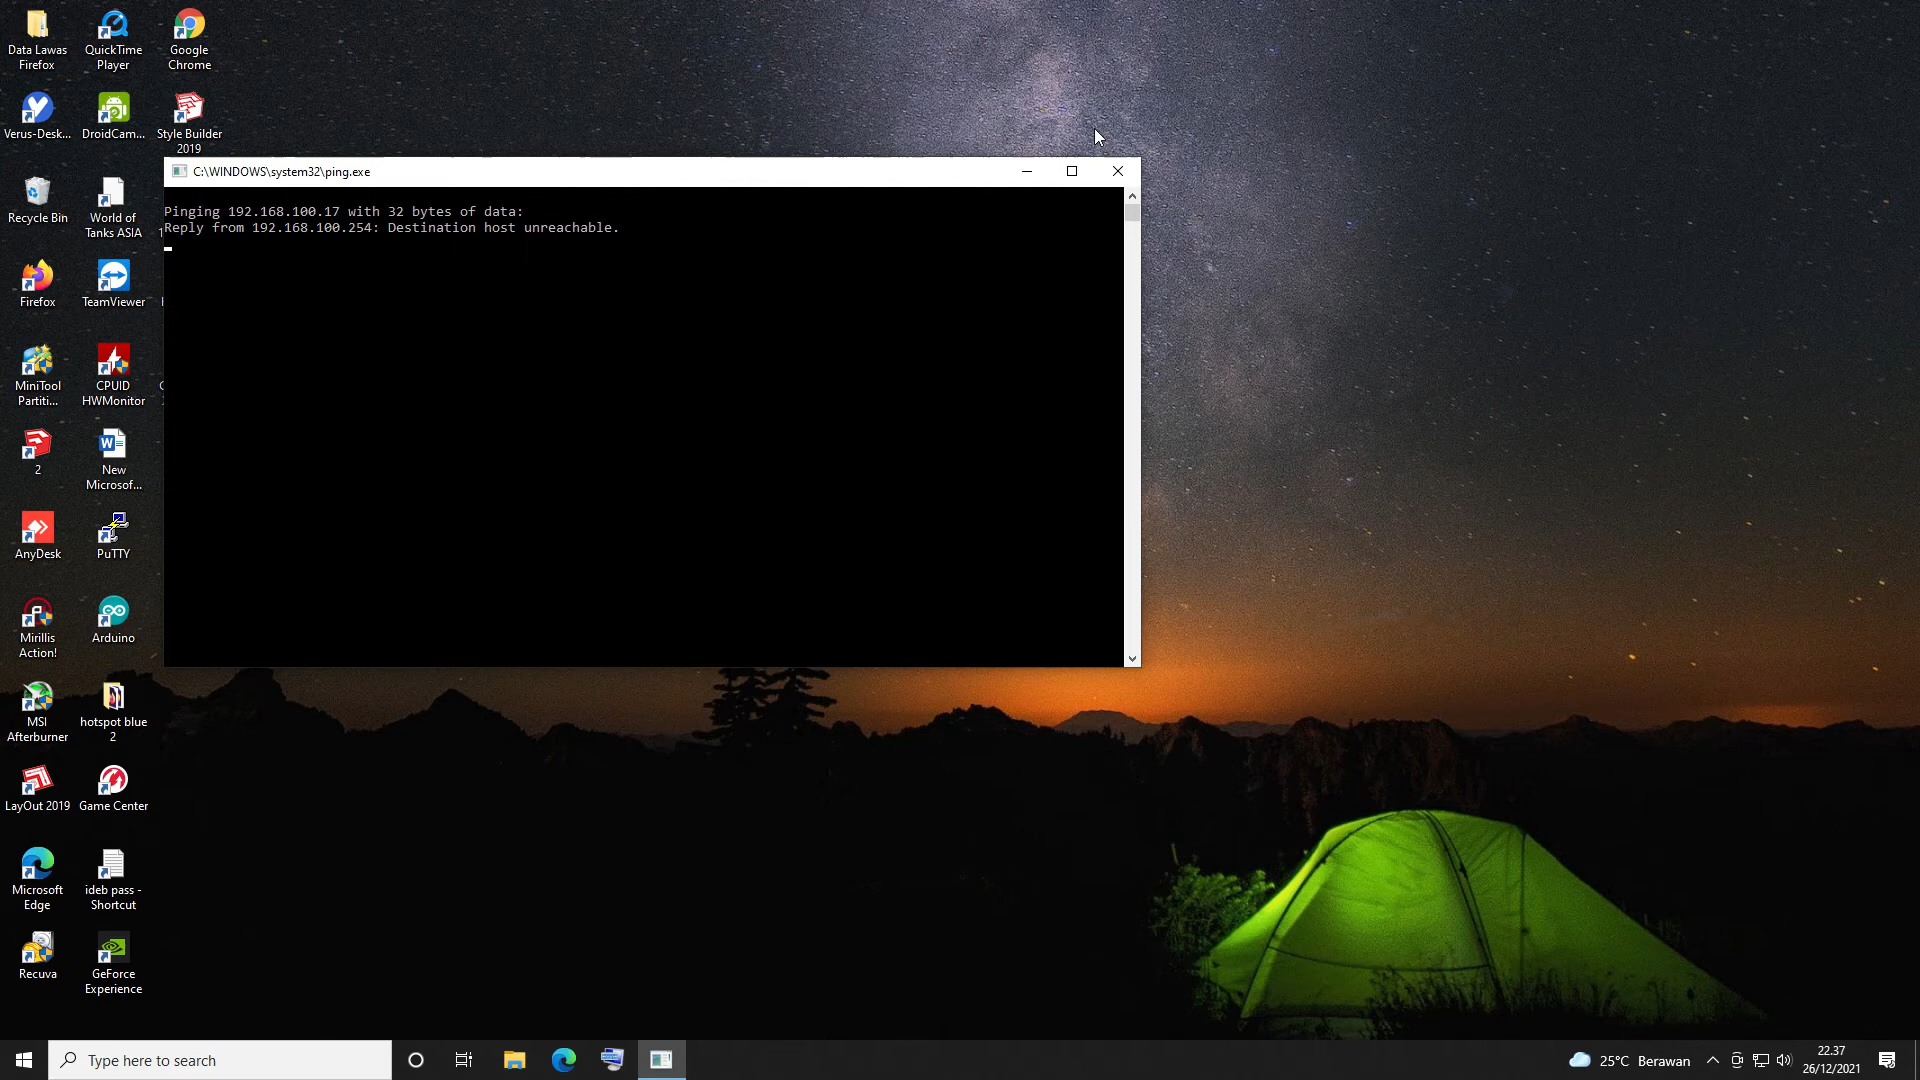 Data Lawas
Firefox
QuickTime
Player
Google
Chrome
Verus-Desk...
DroidCam...
Style Builder
2019
Recycle Bin
World of
Tanks ASIA
Firefox
TeamViewer
MiniTool
Partiti...
CPUID
HWMonitor
2
New
Microsof...
AnyDesk
PuTTY
Mirillis
Action!
Arduino
MSI
Afterburner
hotspot blue
2
LayOut 2019
Game Center
Microsoft
Edge
ideb pass -
Shortcut
Recuva
GeForce
Experience
C:\WINDOWS\system32\ping.exe
Pinging 192.168.100.17 with 32 bytes of data:
Reply from 192.168.100.254: Destination host unreachable.
Type here to search
25°C Berawan
22.37
26/12/2021